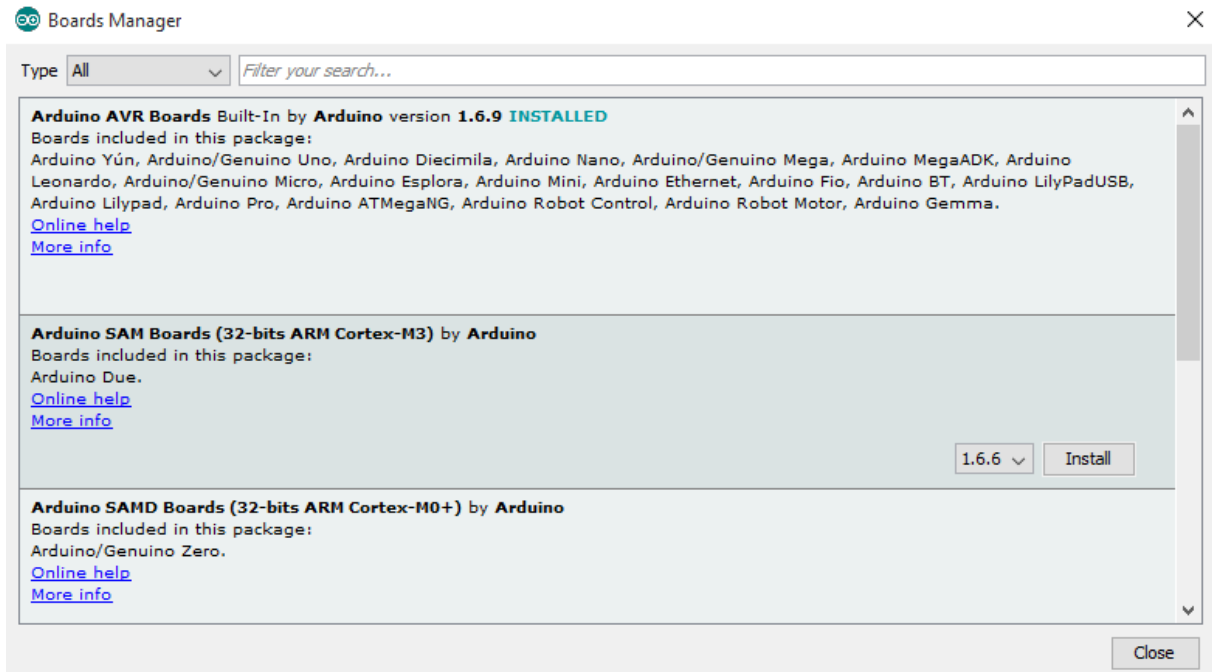 Boards Manager
Type All Filter your search...
Arduino AVR Boards Built-In by Arduino version 1.6.9 INSTALLED
Boards included in this package:
Arduino Yún, Arduino/Genuino Uno, Arduino Diecimila, Arduino Nano, Arduino/Genuino Mega, Arduino MegaADK, Arduino
Leonardo, Arduino/Genuino Micro, Arduino Esplora, Arduino Mini, Arduino Ethernet, Arduino Fio, Arduino BT, Arduino LilyPadUSB,
Arduino Lilypad, Arduino Pro, Arduino ATMegaNG, Arduino Robot Control, Arduino Robot Motor, Arduino Gemma.
Online help
More info
Arduino SAM Boards (32-bits ARM Cortex-M3) by Arduino
Boards included in this package:
Arduino Due.
Online help
More info
1.6.6 Install
Arduino SAMD Boards (32-bits ARM Cortex-M0+) by Arduino
Boards included in this package:
Arduino/Genuino Zero.
Online help
More info
Close